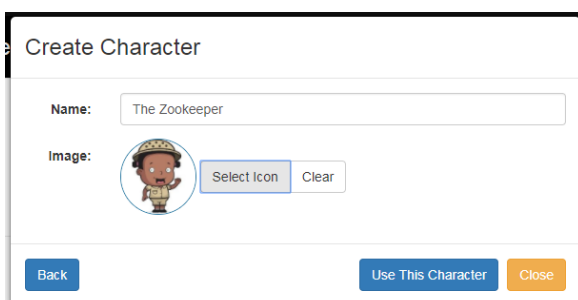 e
Create Character
Name:
The Zookeeper
Image:
Select Icon
Clear
Back
Use This Character
Close